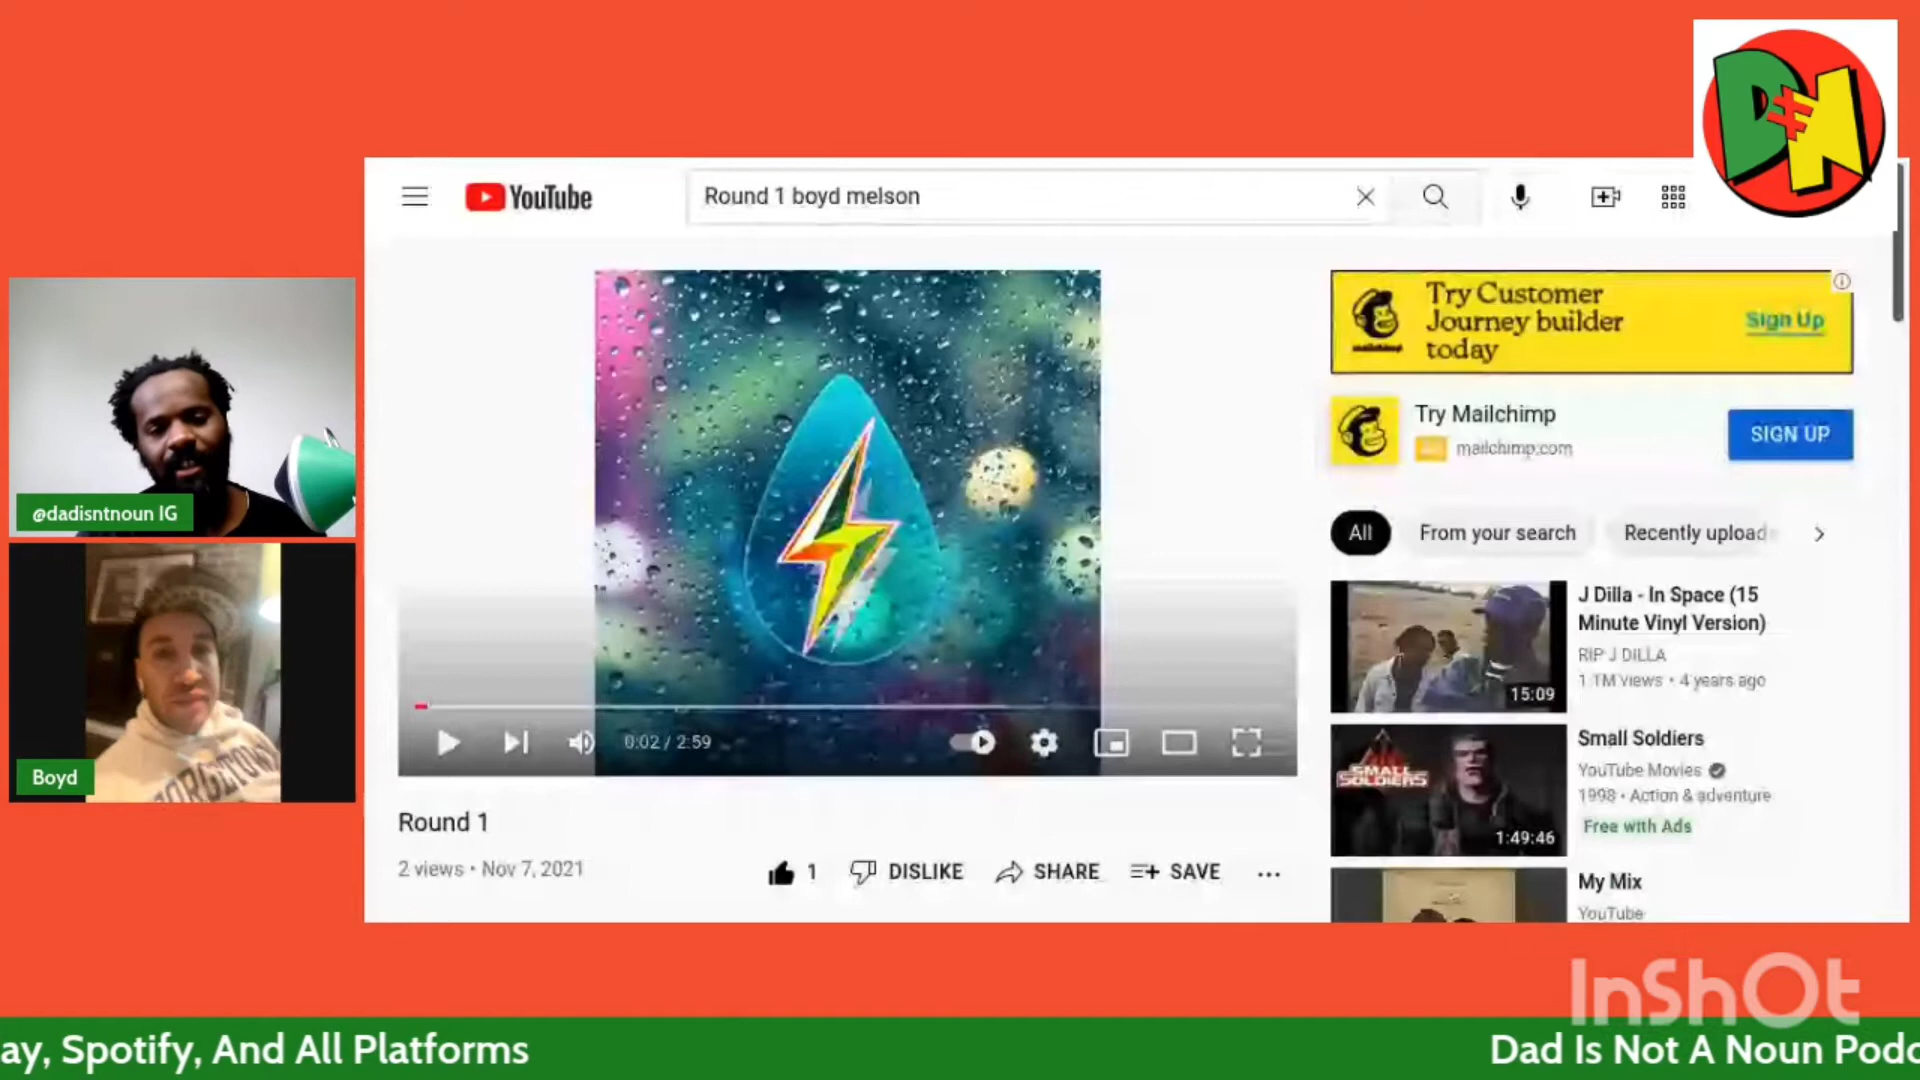 YouTube
Round 1 boyd melson
Try Customer
Journey builder
today
Sign Up
mailchimp
Try Mailchimp
mailchimp.com
SIGN UP
All
From your search
Recently upload
@dadisntnoun IG
J Dilla - In Space (15
Minute Vinyl Version)
RIP J DILLA
1.1M views • 4 years ago
15:09
Boyd
0:02 / 2:59
Small Soldiers
YouTube Movies
1998 • Action & adventure
Free with Ads
SMALL
SOLDIERS
1:49:46
Round 1
2 views • Nov 7, 2021
1
DISLIKE
SHARE
SAVE
My Mix
YouTube
InShOt
ay, Spotify, And All Platforms
Dad Is Not A Noun Podc